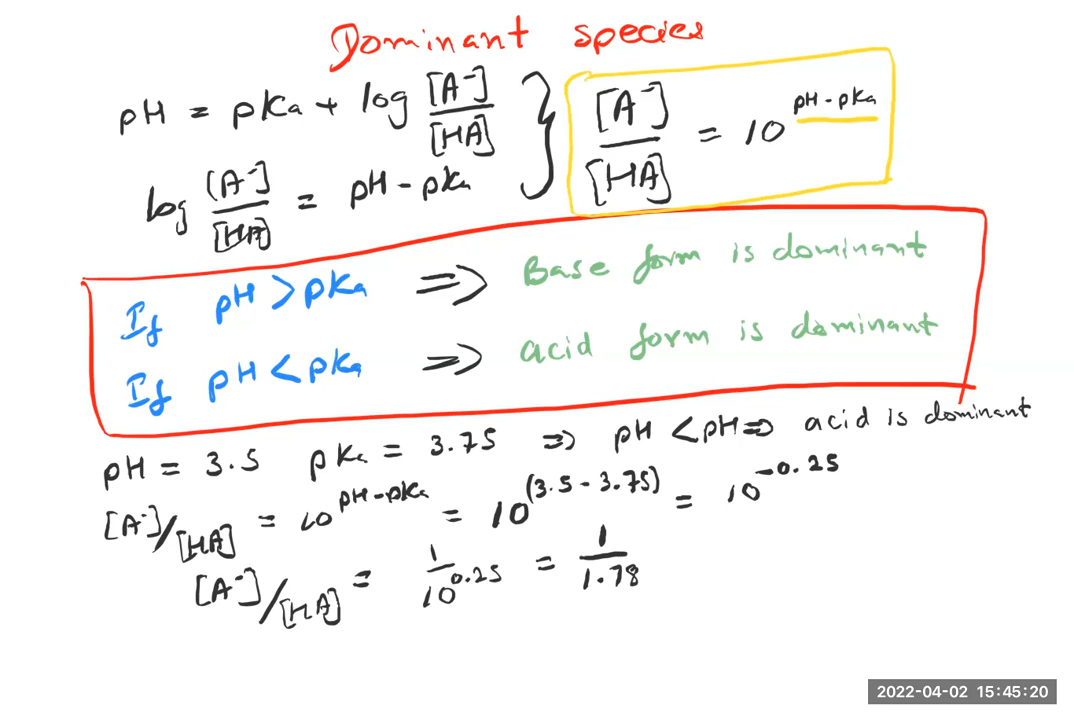 Dominant species
pH = pKa + log [A⁻]/[HA] } [A⁻]/[HA] = 10^(pH - pKa)
log [A⁻]/[HA] = pH - pKa
If pH > pKa => Base form is dominant
If pH < pKa => acid form is dominant
pH = 3.5 pKa = 3.75 => pH < pH => acid is dominant
[A⁻]/[HA] = 10^(pH - pKa) = 10^(3.5 - 3.75) = 10^(-0.25)
[A⁻]/[HA] = 1/10^0.25 = 1/1.78
2022-04-02 15:45:20